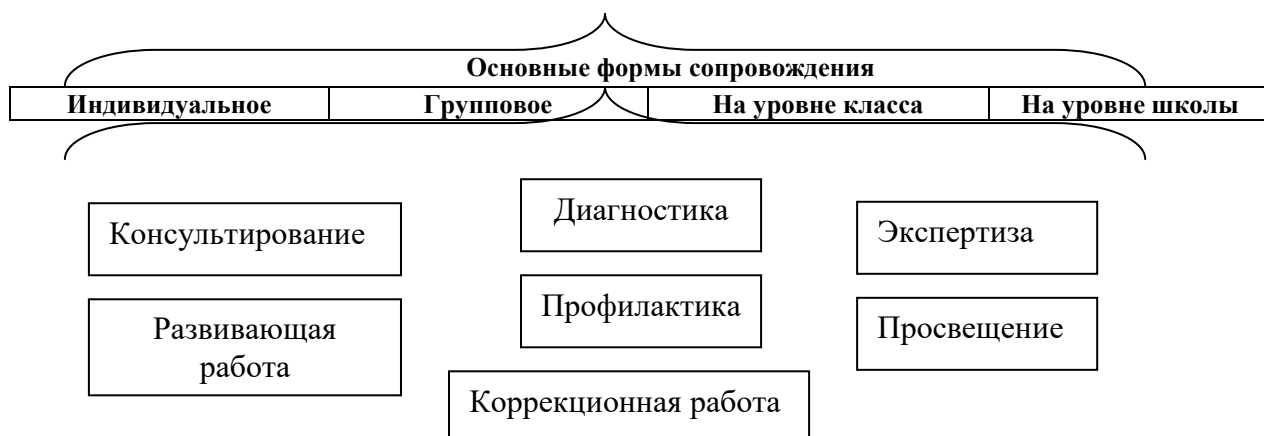 Основные формы сопровождения
Индивидуальное
Групповое
На уровне класса
На уровне школы
Консультирование
Диагностика
Экспертиза
Развивающая
работа
Профилактика
Просвещение
Коррекционная работа